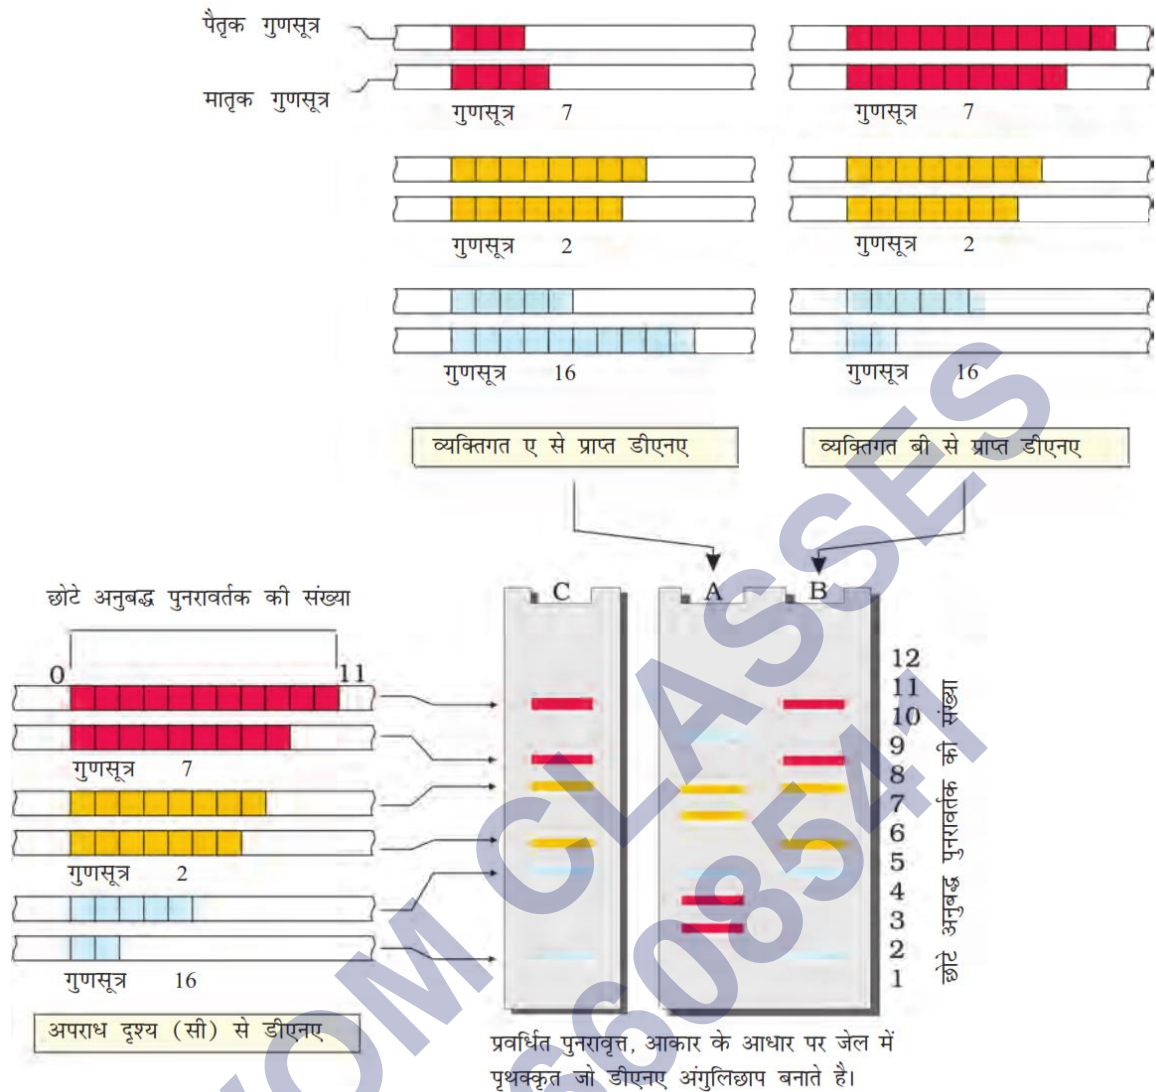 पैतृक गुणसूत्र
मातृक गुणसूत्र
गुणसूत्र 7
गुणसूत्र 7
गुणसूत्र 2
गुणसूत्र 2
गुणसूत्र 16
गुणसूत्र 16
व्यक्तिगत ए से प्राप्त डीएनए
व्यक्तिगत बी से प्राप्त डीएनए
छोटे अनुबद्ध पुनरावर्तक की संख्या
0 11
गुणसूत्र 7
गुणसूत्र 2
गुणसूत्र 16
अपराध दृश्य (सी) से डीएनए
C
A B
12
11
10
9
8
7
6
5
4
3
2
1
छोटे अनुबद्ध पुनरावर्तक की संख्या
प्रवर्धित पुनरावृत्त, आकार के आधार पर जेल में
पृथक्कृत जो डीएनए अंगुलिछाप बनाते है।
OM CLASSES
6608541